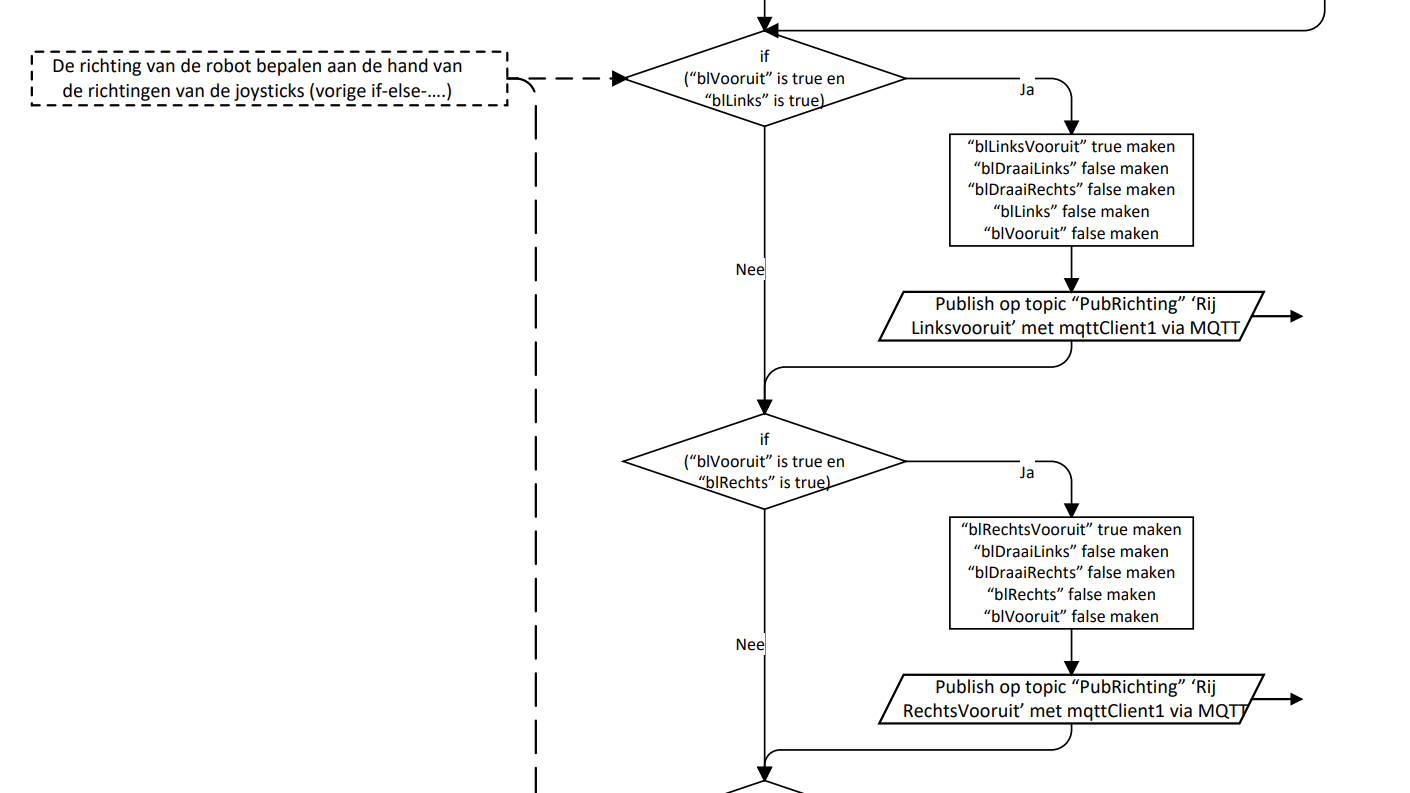 De richting van de robot bepalen aan de hand van
de richtingen van de joysticks (vorige if-else-....)
if
(“blVooruit” is true en
“blLinks” is true)
Ja
“blLinksVooruit” true maken
“blDraaiLinks” false maken
“blDraaiRechts” false maken
“blLinks” false maken
“blVooruit” false maken
Nee
Publish op topic “PubRichting” ‘Rij
Linksvooruit’ met mqttClient1 via MQTT
if
(“blVooruit” is true en
“blRechts” is true)
Ja
“blRechtsVooruit” true maken
“blDraaiLinks” false maken
“blDraaiRechts” false maken
“blRechts” false maken
“blVooruit” false maken
Nee
Publish op topic “PubRichting” ‘Rij
RechtsVooruit’ met mqttClient1 via MQTT